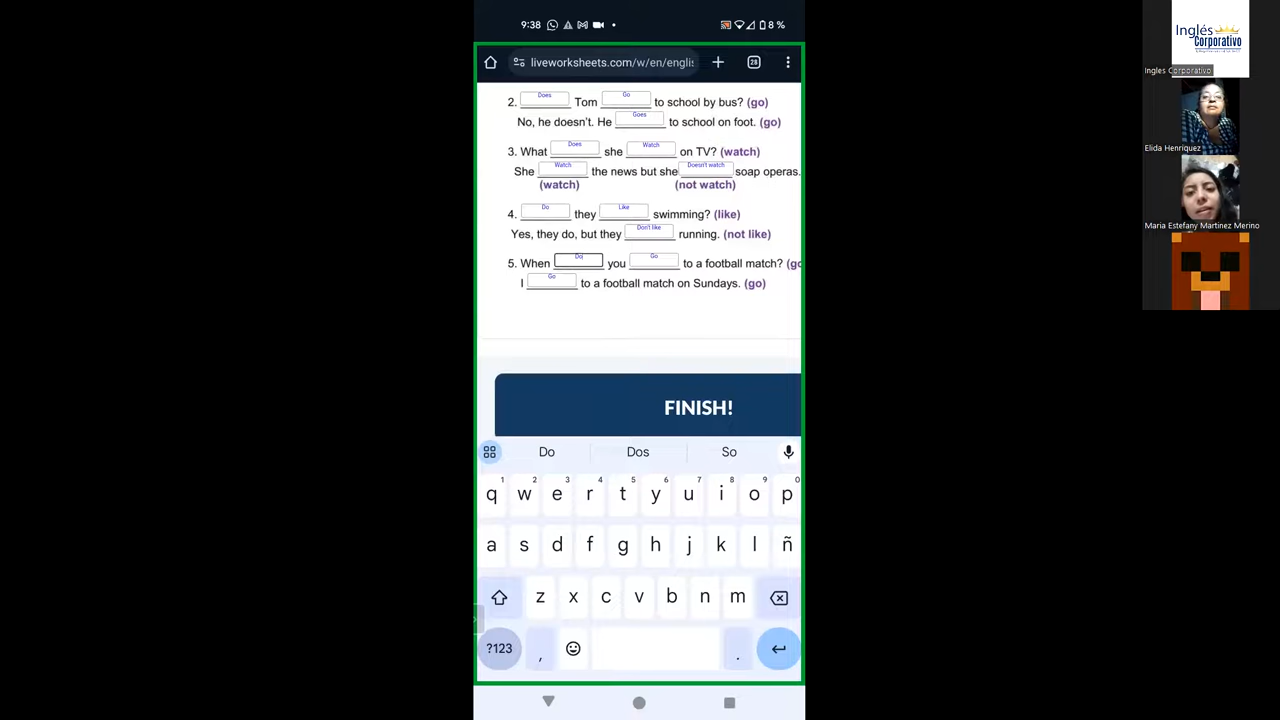 9:38
8 %
liveworksheets.com/w/en/englis
28
2. Does Tom Go to school by bus? (go)
No, he doesn't. He Goes to school on foot. (go)
3. What Does she Watch on TV? (watch)
She Watch the news but she Doesn't watch soap operas.
(watch) (not watch)
4. Do they Like swimming? (like)
Yes, they do, but they Don't like running. (not like)
5. When Do you Go to a football match? (go
I Go to a football match on Sundays. (go)
FINISH!
Do Dos So
1 2 3 4 5 6 7 8 9 0
q w e r t y u i o p
a s d f g h j k l ñ
z x c v b n m
?123 , .
Inglés
Corporativo
Ingles Corporativo
Elida Henriquez
Maria Estefany Martinez Merino